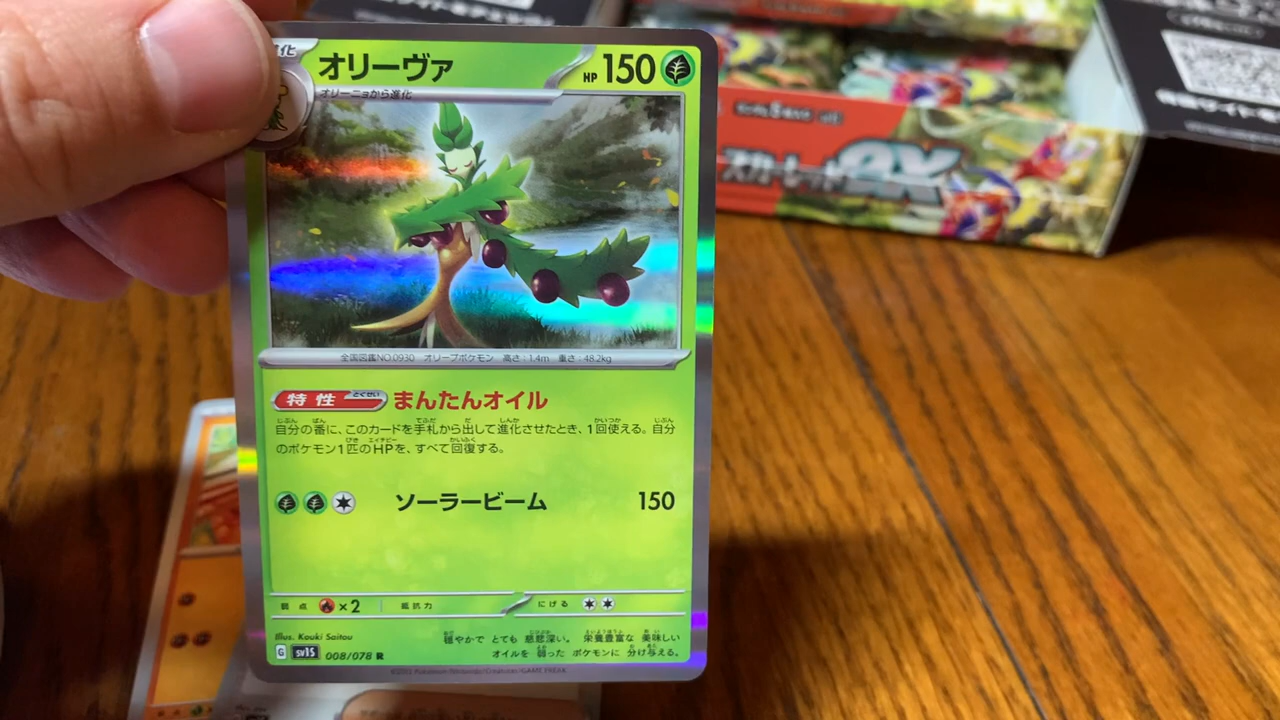 化
オリーヴァ
HP 150
オリーニョから進化
全国図鑑NO.0930 オリーブポケモン 高さ:1.4m 重さ:48.2kg
特性 とくせい まんたんオイル
自分の番に、このカードを手札から出して進化させたとき、1回使える。自分
のポケモン1匹のHPを、すべて回復する。
ソーラービーム 150
弱点 ×2 抵抗力 にげる
Illus. Kouki Saitou
G sv1S 008/078 R
穏やかで とても 慈悲深い。 栄養豊富な 美味しい
オイルを 弱った ポケモンに 分け与える。
スカーレット ex